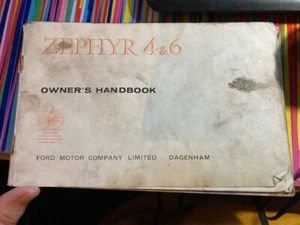 ZEPHYR 4 & 6
OWNER'S HANDBOOK
FORD MOTOR COMPANY LIMITED · DAGENHAM